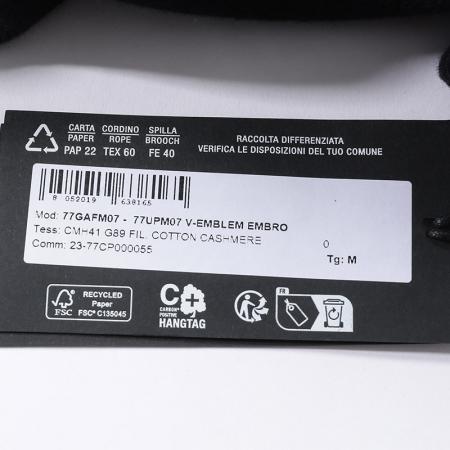 CARTA CORDINO SPILLA
PAPER ROPE BROOCH
PAP 22 TEX 60 FE 40
RACCOLTA DIFFERENZIATA
VERIFICA LE DISPOSIZIONI DEL TUO COMUNE
8 052019 638165
Mod: 77GAFM07 - 77UPM07 V-EMBLEM EMBRO
Tess: CMH41 G89 FIL. COTTON CASHMERE
0
Comm: 23-77CP000055
Tg: M
FSC
RECYCLED
Paper
FSC® C135045
C+
CARBON+
POSITIVE
HANGTAG
FR